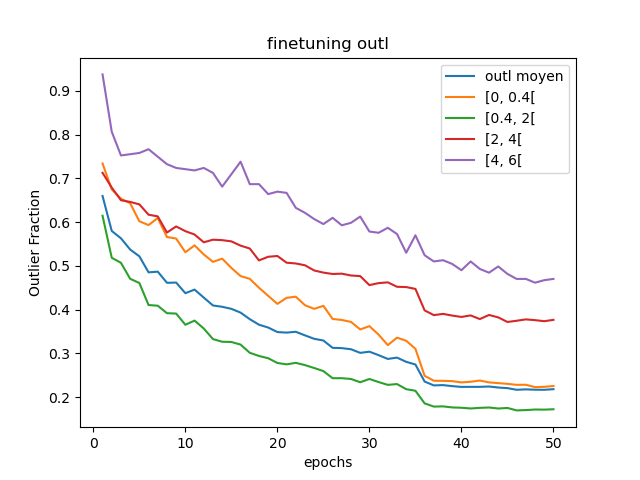 finetuning outl
outl moyen
[0, 0.4[
[0.4, 2[
[2, 4[
[4, 6[
Outlier Fraction
0.9
0.8
0.7
0.6
0.5
0.4
0.3
0.2
0 10 20 30 40 50
epochs